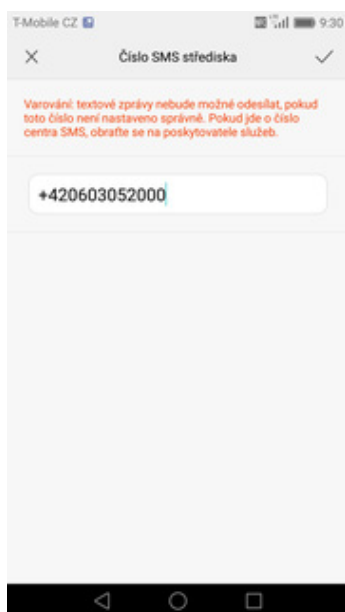 T-Mobile CZ 9:30
Číslo SMS střediska
Varování: textové zprávy nebude možné odesílat, pokud
toto číslo není nastaveno správně. Pokud jde o číslo
centra SMS, obraťte se na poskytovatele služeb.
+420603052000